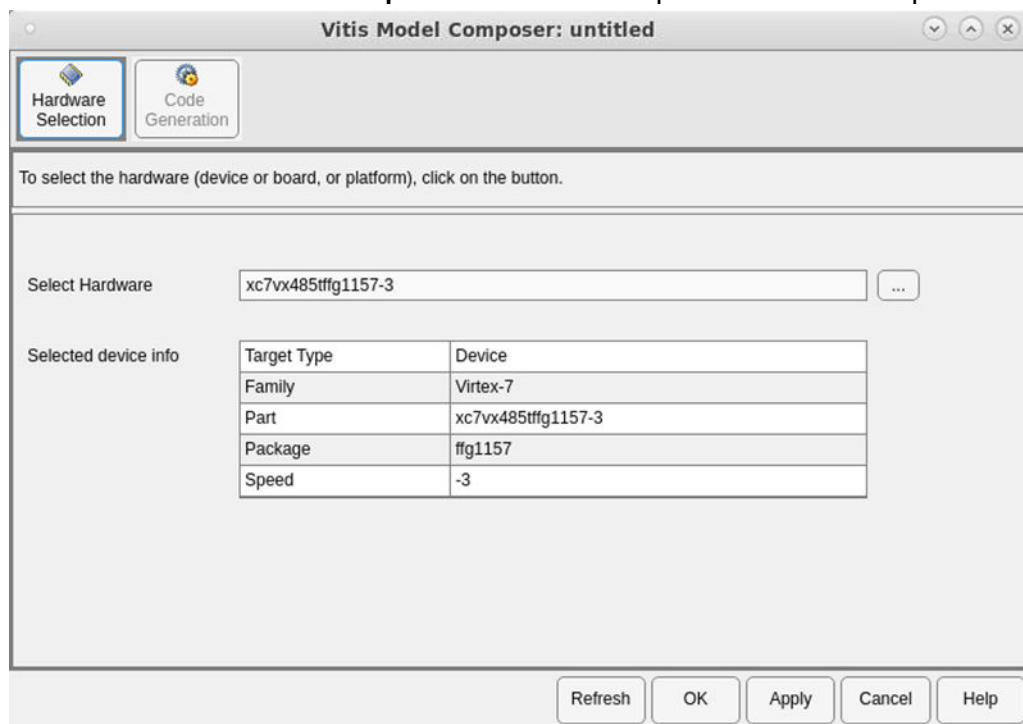 Vitis Model Composer: untitled
Hardware
Selection
Code
Generation
To select the hardware (device or board, or platform), click on the button.
Select Hardware
xc7vx485tffg1157-3
...
Selected device info
Target Type Device
Family Virtex-7
Part xc7vx485tffg1157-3
Package ffg1157
Speed -3
Refresh OK Apply Cancel Help